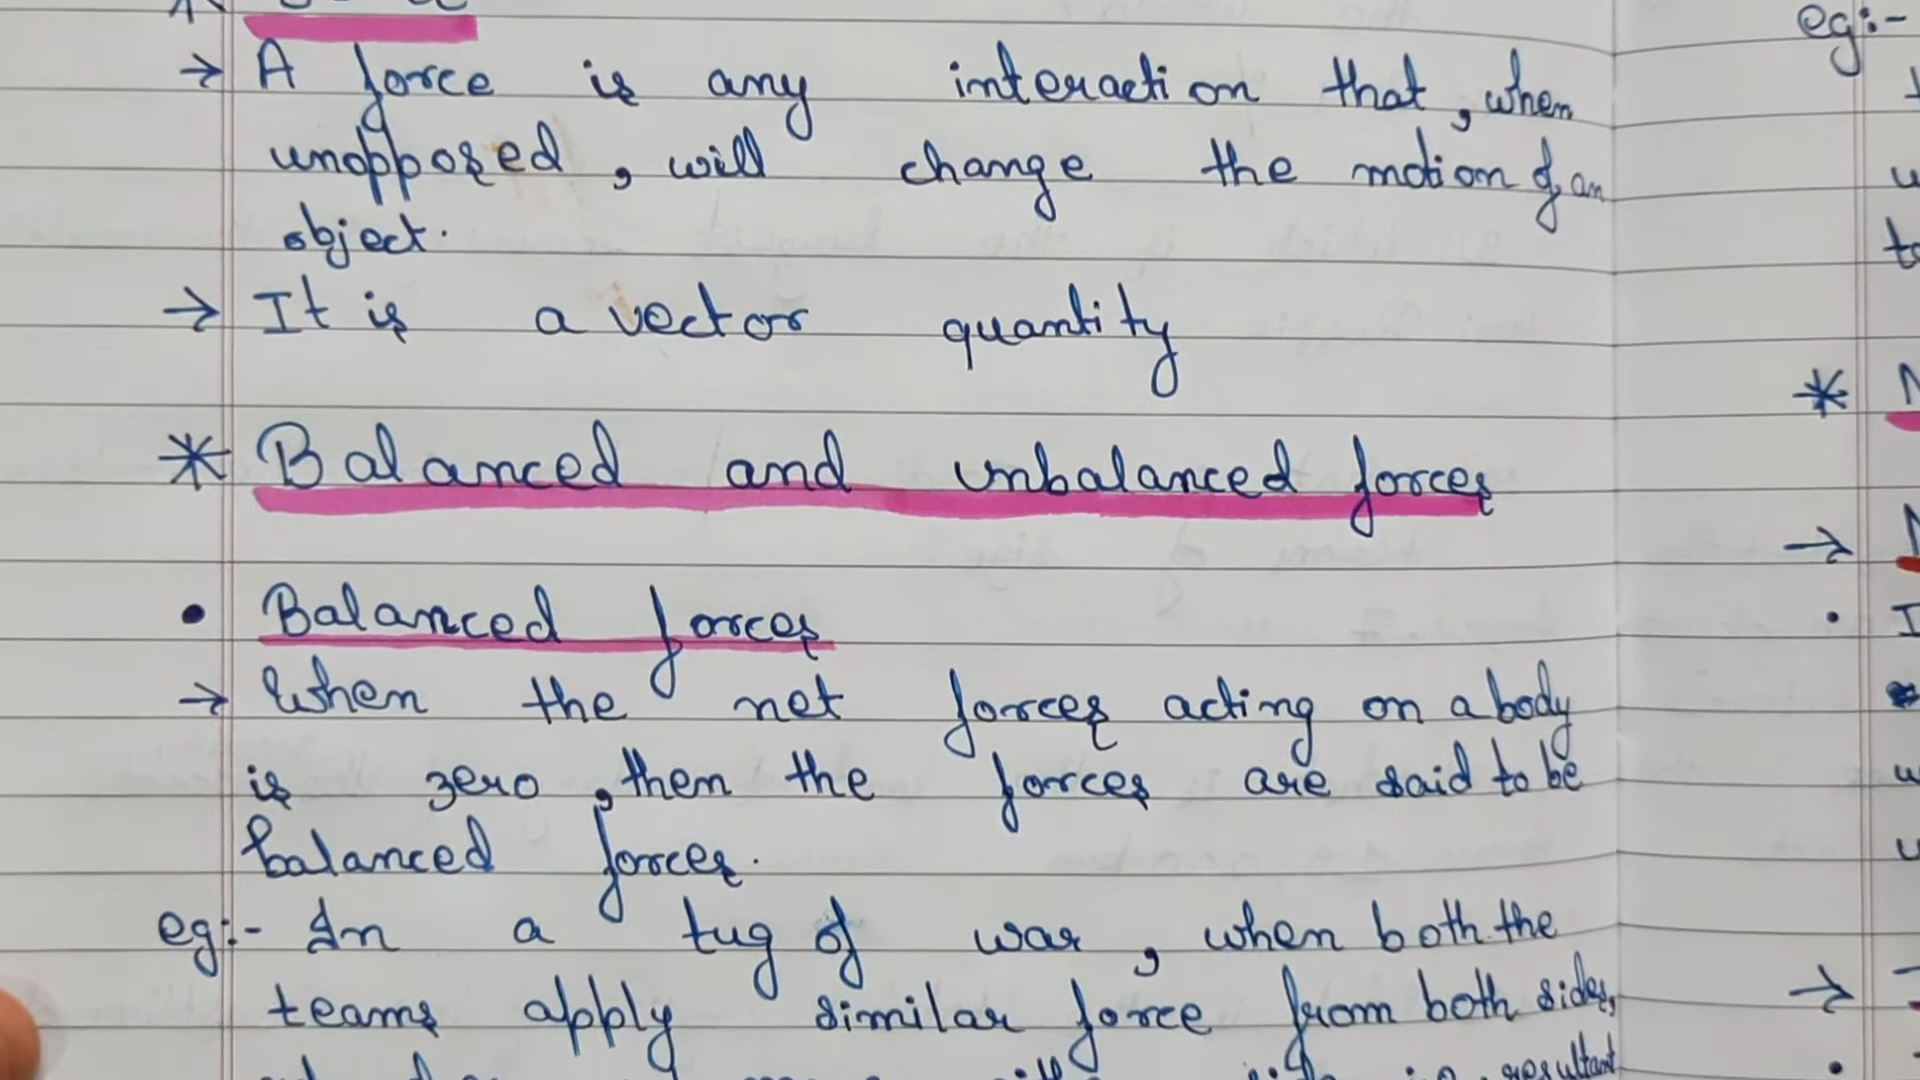 → A force is any interaction that, when
unopposed, will change the motion of an
object.
→ It is a vector quantity
* Balanced and unbalanced forces
• Balanced forces
→ When the net forces acting on a body
is zero, then the forces are said to be
balanced forces.
eg:- In a tug of war, when both the
teams apply similar force from both sides,
resultant
eg:-